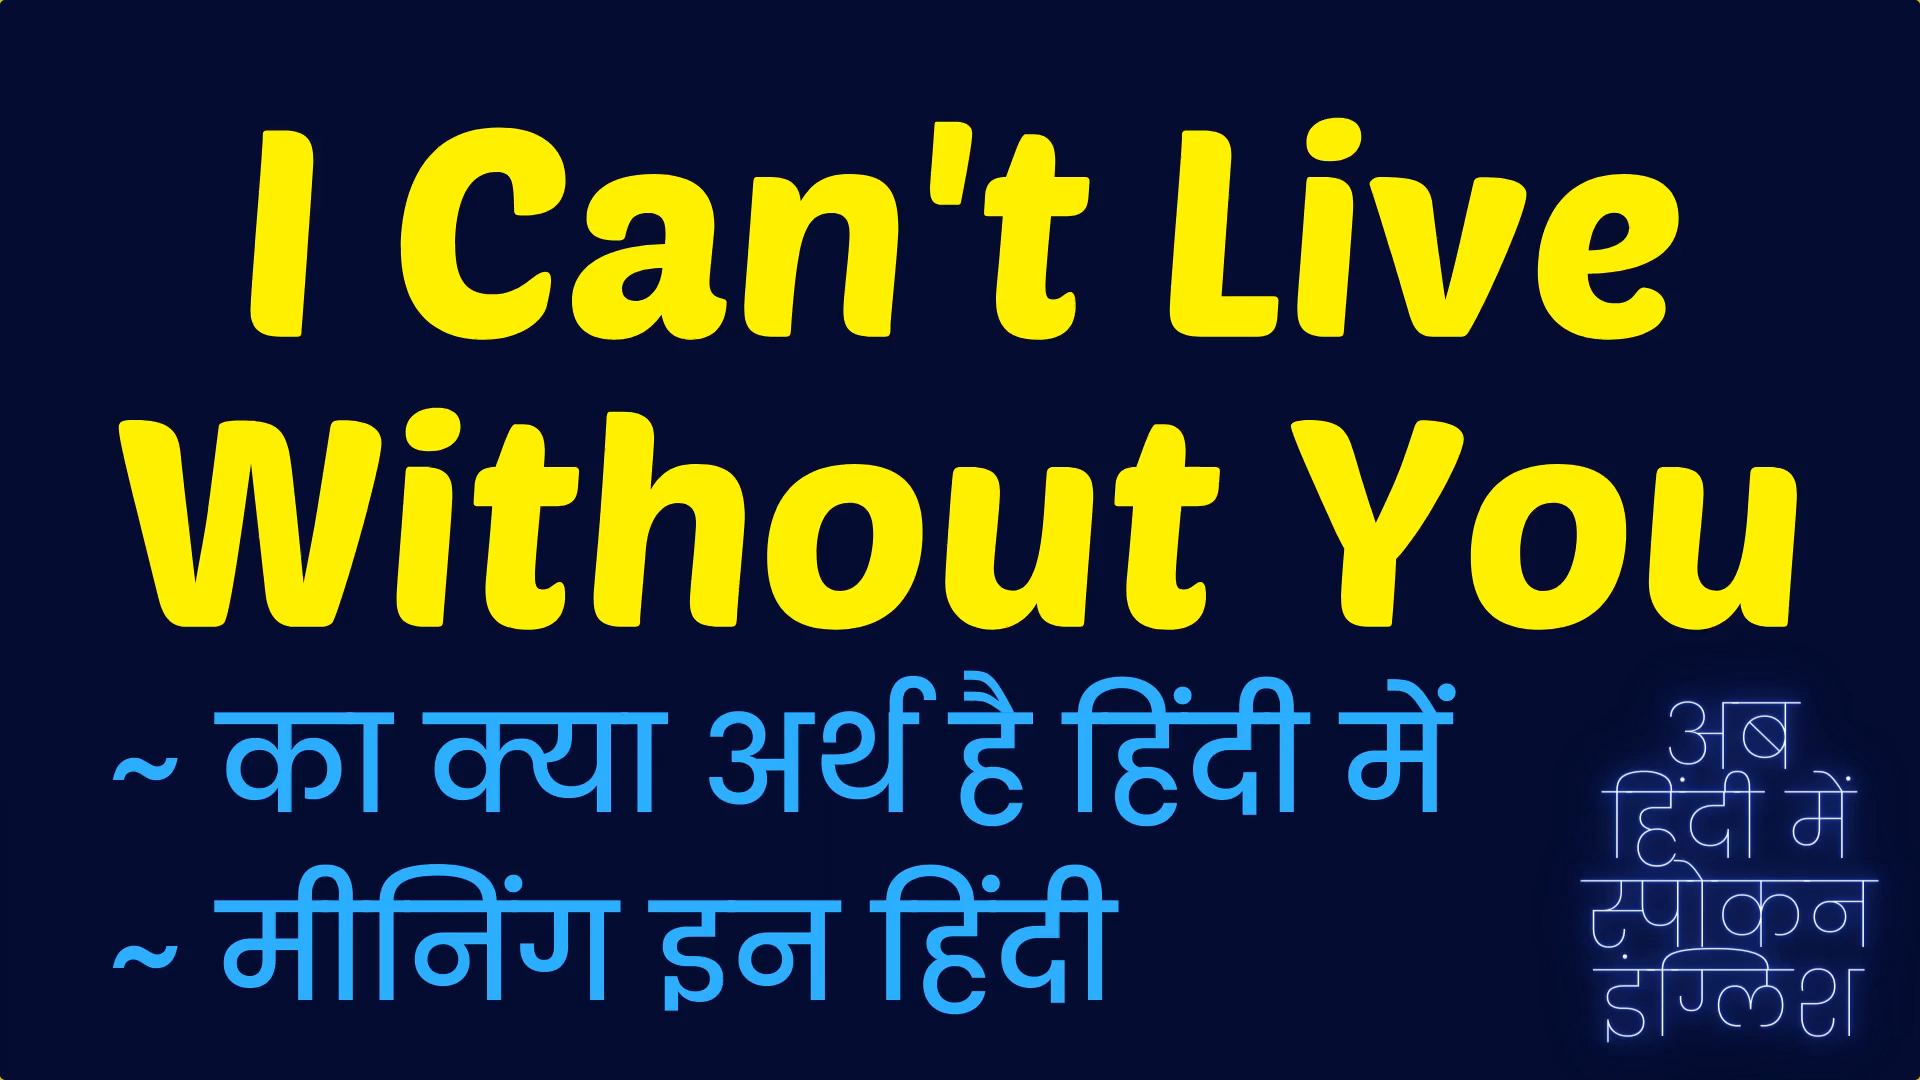 I Can't Live
Without You
~ का क्या अर्थ है हिंदी में
~ मीनिंग इन हिंदी
अब
हिंदी में
स्पोकन
इंग्लिश